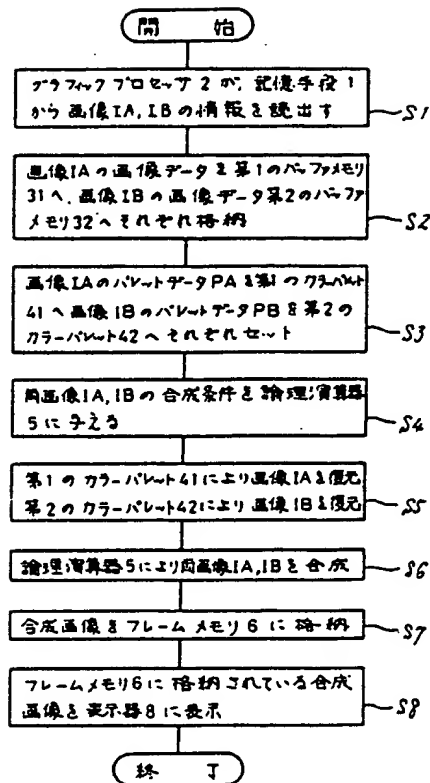 開 始
グラフィックプロセッサ2が、記憶手段1
から画像IA,IBの情報を読出す
S1
画像IAの画像データを第1のバッファメモリ
31へ、画像IBの画像データ第2のバッファ
メモリ32へそれぞれ格納
S2
画像IAのパレットデータPAを第1のカラーパレット
41へ画像IBのパレットデータPBを第2の
カラーパレット42へそれぞれセット
S3
両画像IA,IBの合成条件を論理演算器
5に与える
S4
第1のカラーパレット41により画像IAを復元
第2のカラーパレット42により画像IBを復元
S5
論理演算器5により両画像IA,IBを合成
S6
合成画像をフレームメモリ6に格納
S7
フレームメモリ6に格納されている合成
画像を表示器8に表示
S8
終 了